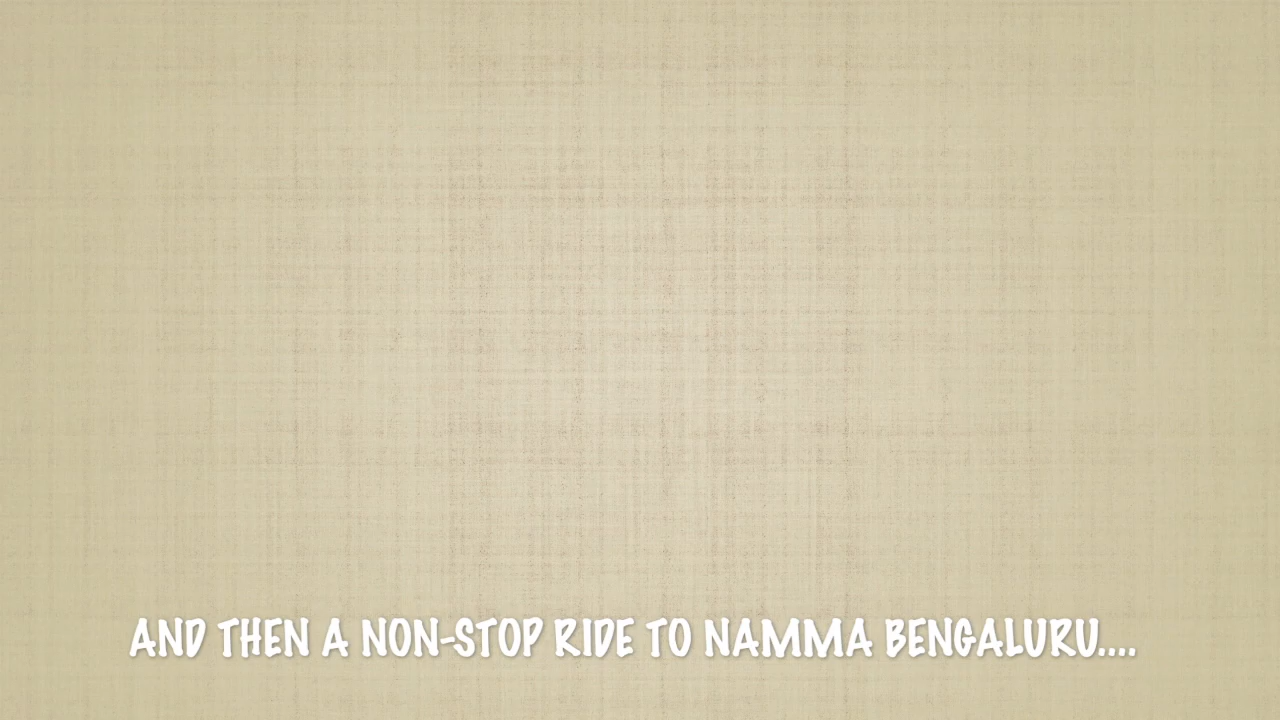 AND THEN A NON-STOP RIDE TO NAMMA BENGALURU....